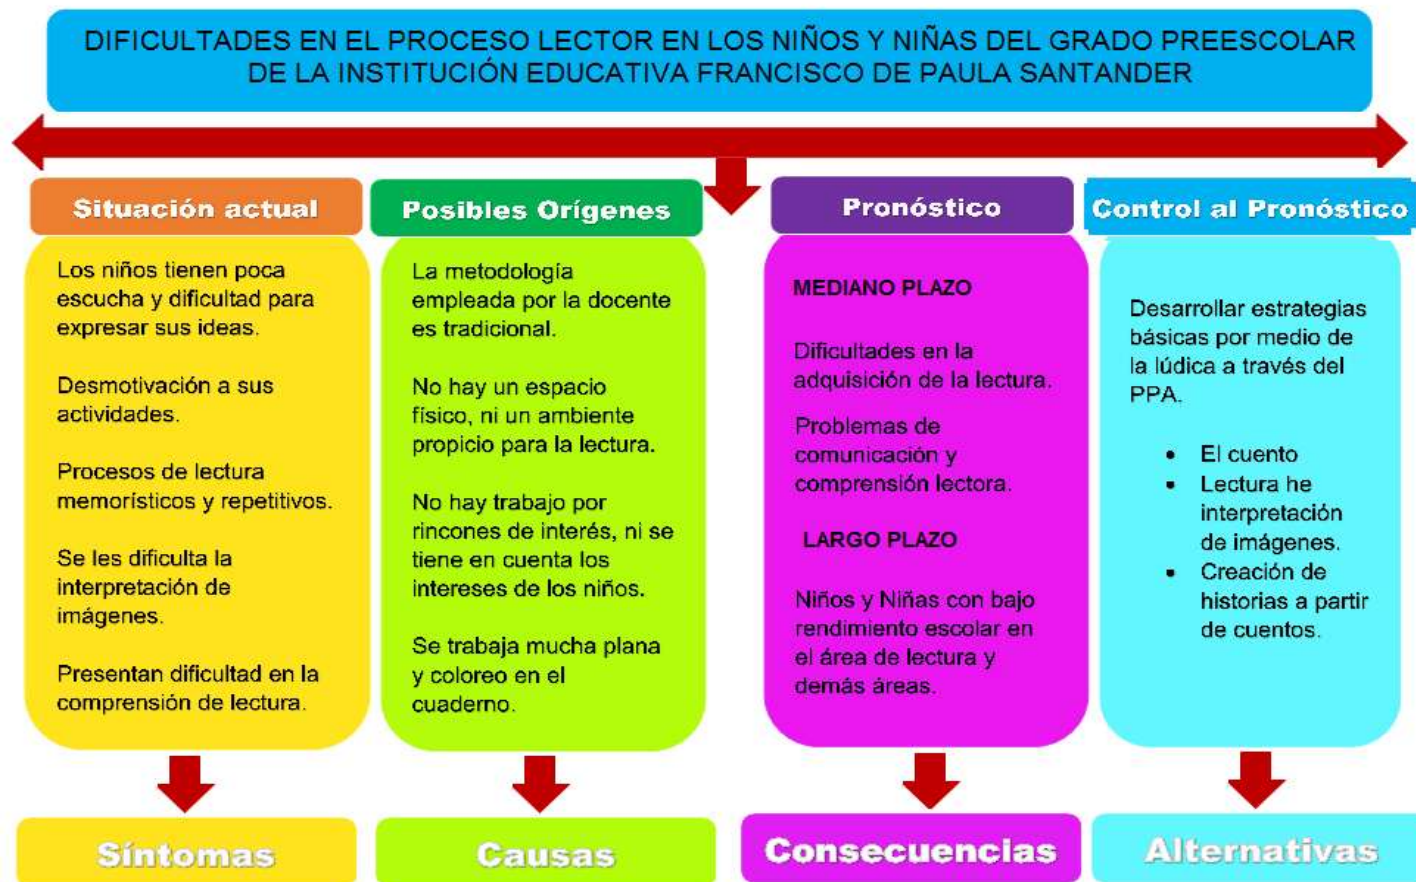 DIFICULTADES EN EL PROCESO LECTOR EN LOS NIÑOS Y NIÑAS DEL GRADO PREESCOLAR
DE LA INSTITUCIÓN EDUCATIVA FRANCISCO DE PAULA SANTANDER
Situación actual
Los niños tienen poca
escucha y dificultad para
expresar sus ideas.
Desmotivación a sus
actividades.
Procesos de lectura
memorísticos y repetitivos.
Se les dificulta la
interpretación de
imágenes.
Presentan dificultad en la
comprensión de lectura.
Síntomas
Posibles Orígenes
La metodología
empleada por la docente
es tradicional.
No hay un espacio
físico, ni un ambiente
propicio para la lectura.
No hay trabajo por
rincones de interés, ni se
tiene en cuenta los
intereses de los niños.
Se trabaja mucha plana
y coloreo en el
cuaderno.
Causas
Pronóstico
MEDIANO PLAZO
Dificultades en la
adquisición de la lectura.
Problemas de
comunicación y
comprensión lectora.
LARGO PLAZO
Niños y Niñas con bajo
rendimiento escolar en
el área de lectura y
demás áreas.
Consecuencias
Control al Pronóstico
Desarrollar estrategias
básicas por medio de
la lúdica a través del
PPA.
• El cuento
• Lectura he
interpretación
de imágenes.
• Creación de
historias a partir
de cuentos.
Alternativas